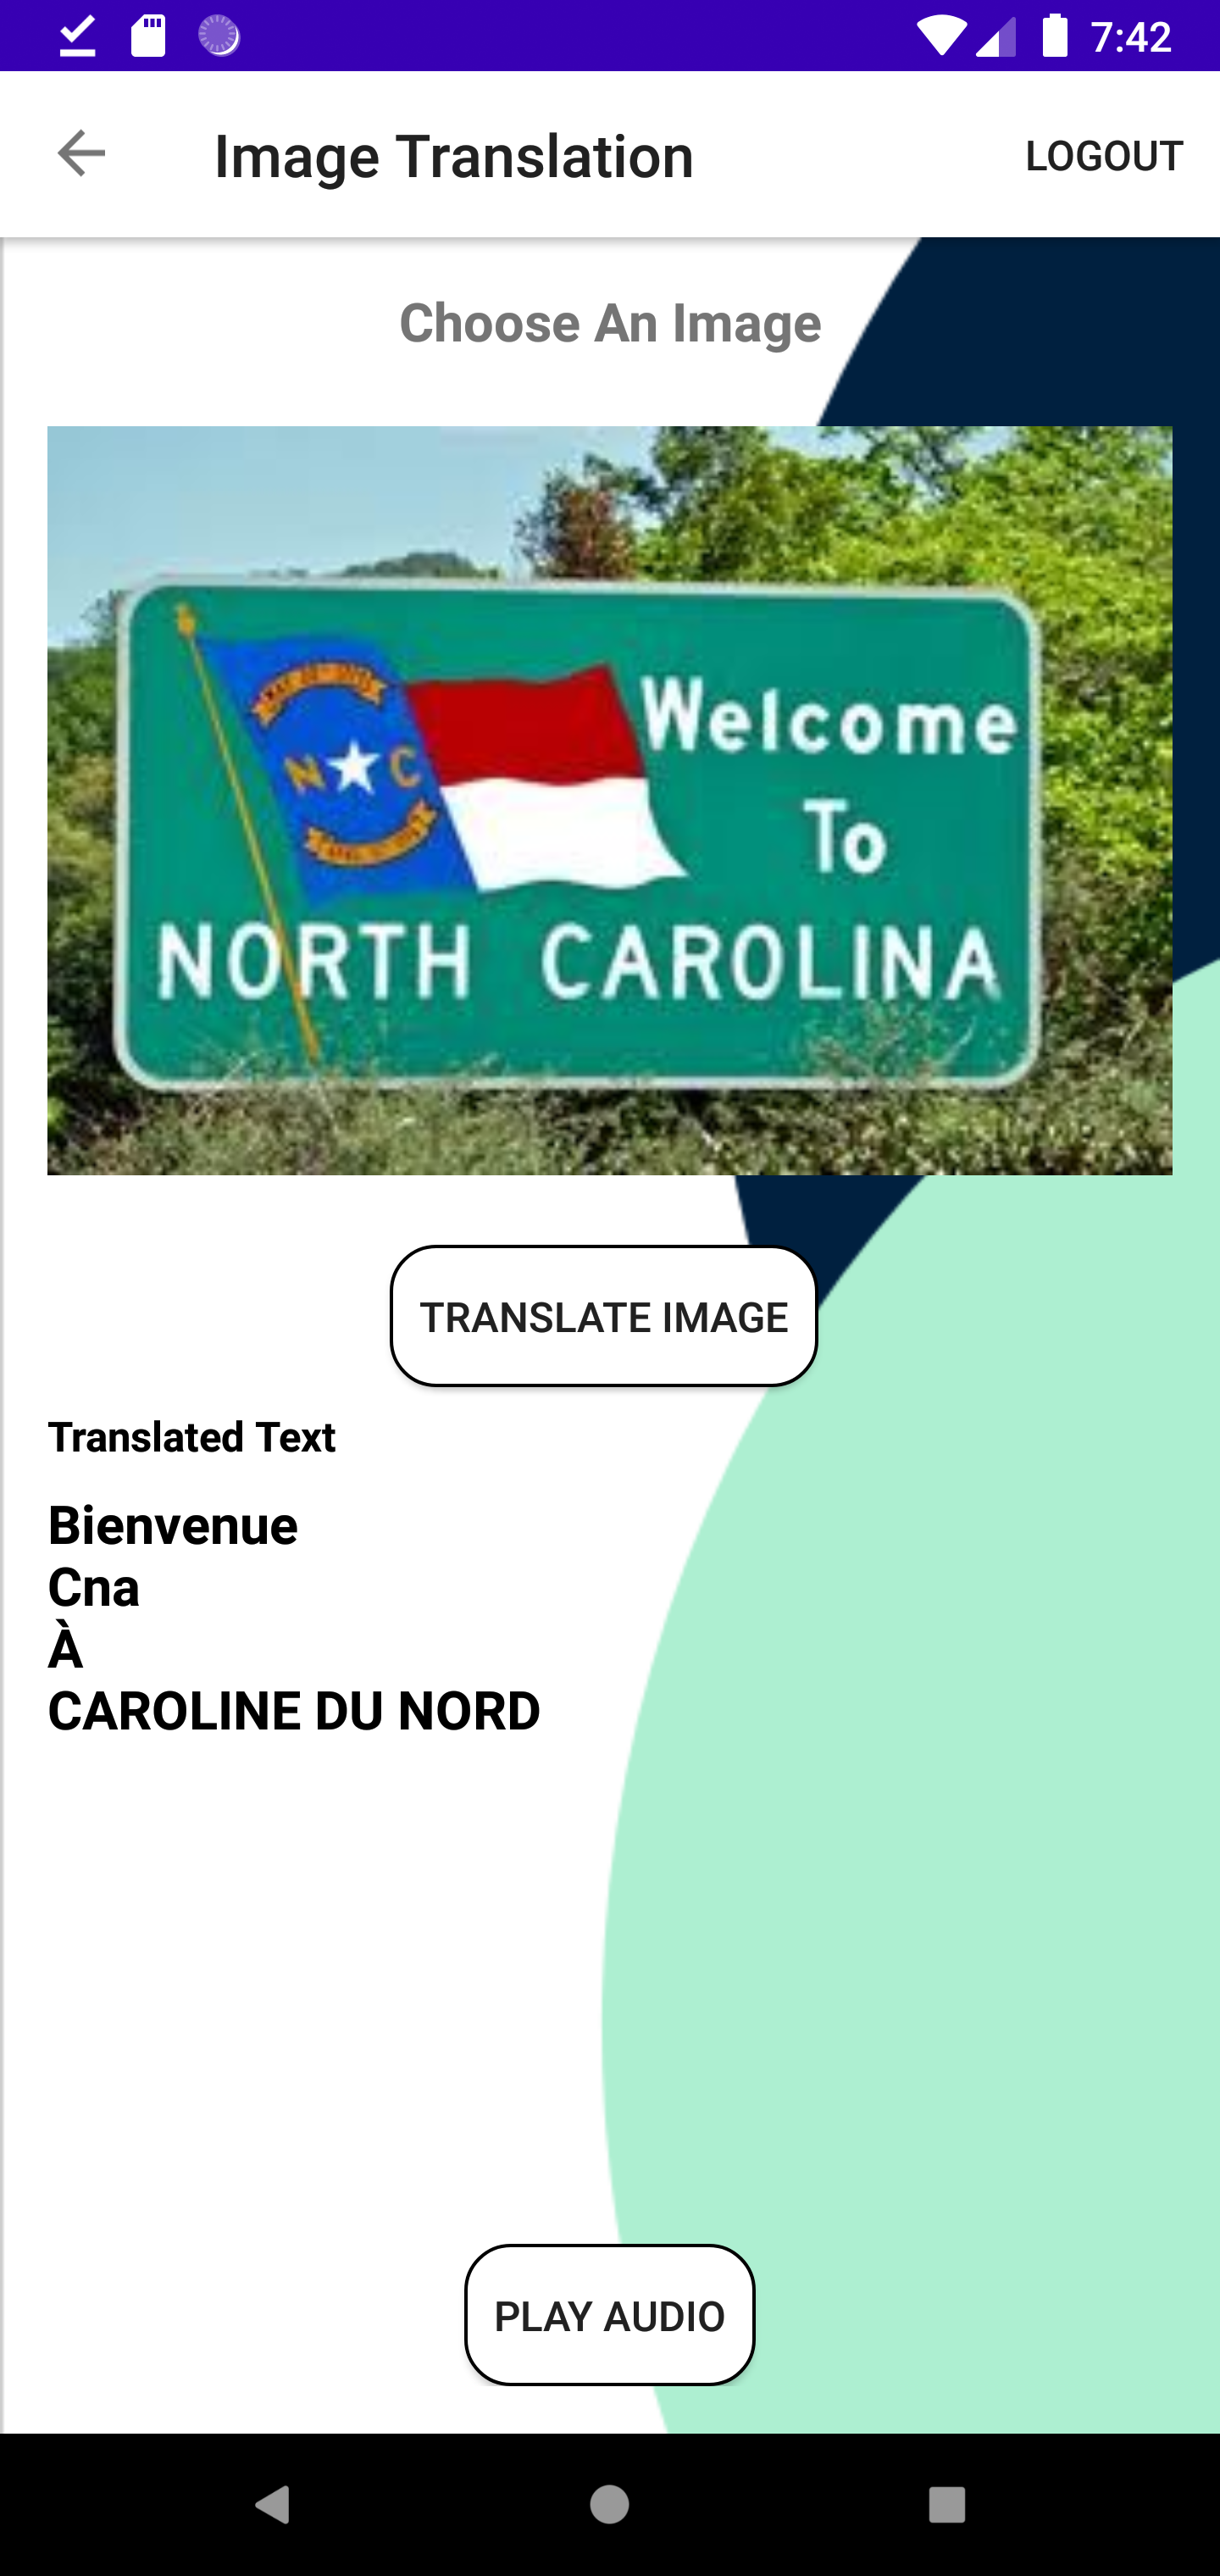 7:42
Image Translation
LOGOUT
Choose An Image
Welcome
N C
To
NORTH CAROLINA
TRANSLATE IMAGE
Translated Text
Bienvenue
Cna
À
CAROLINE DU NORD
PLAY AUDIO